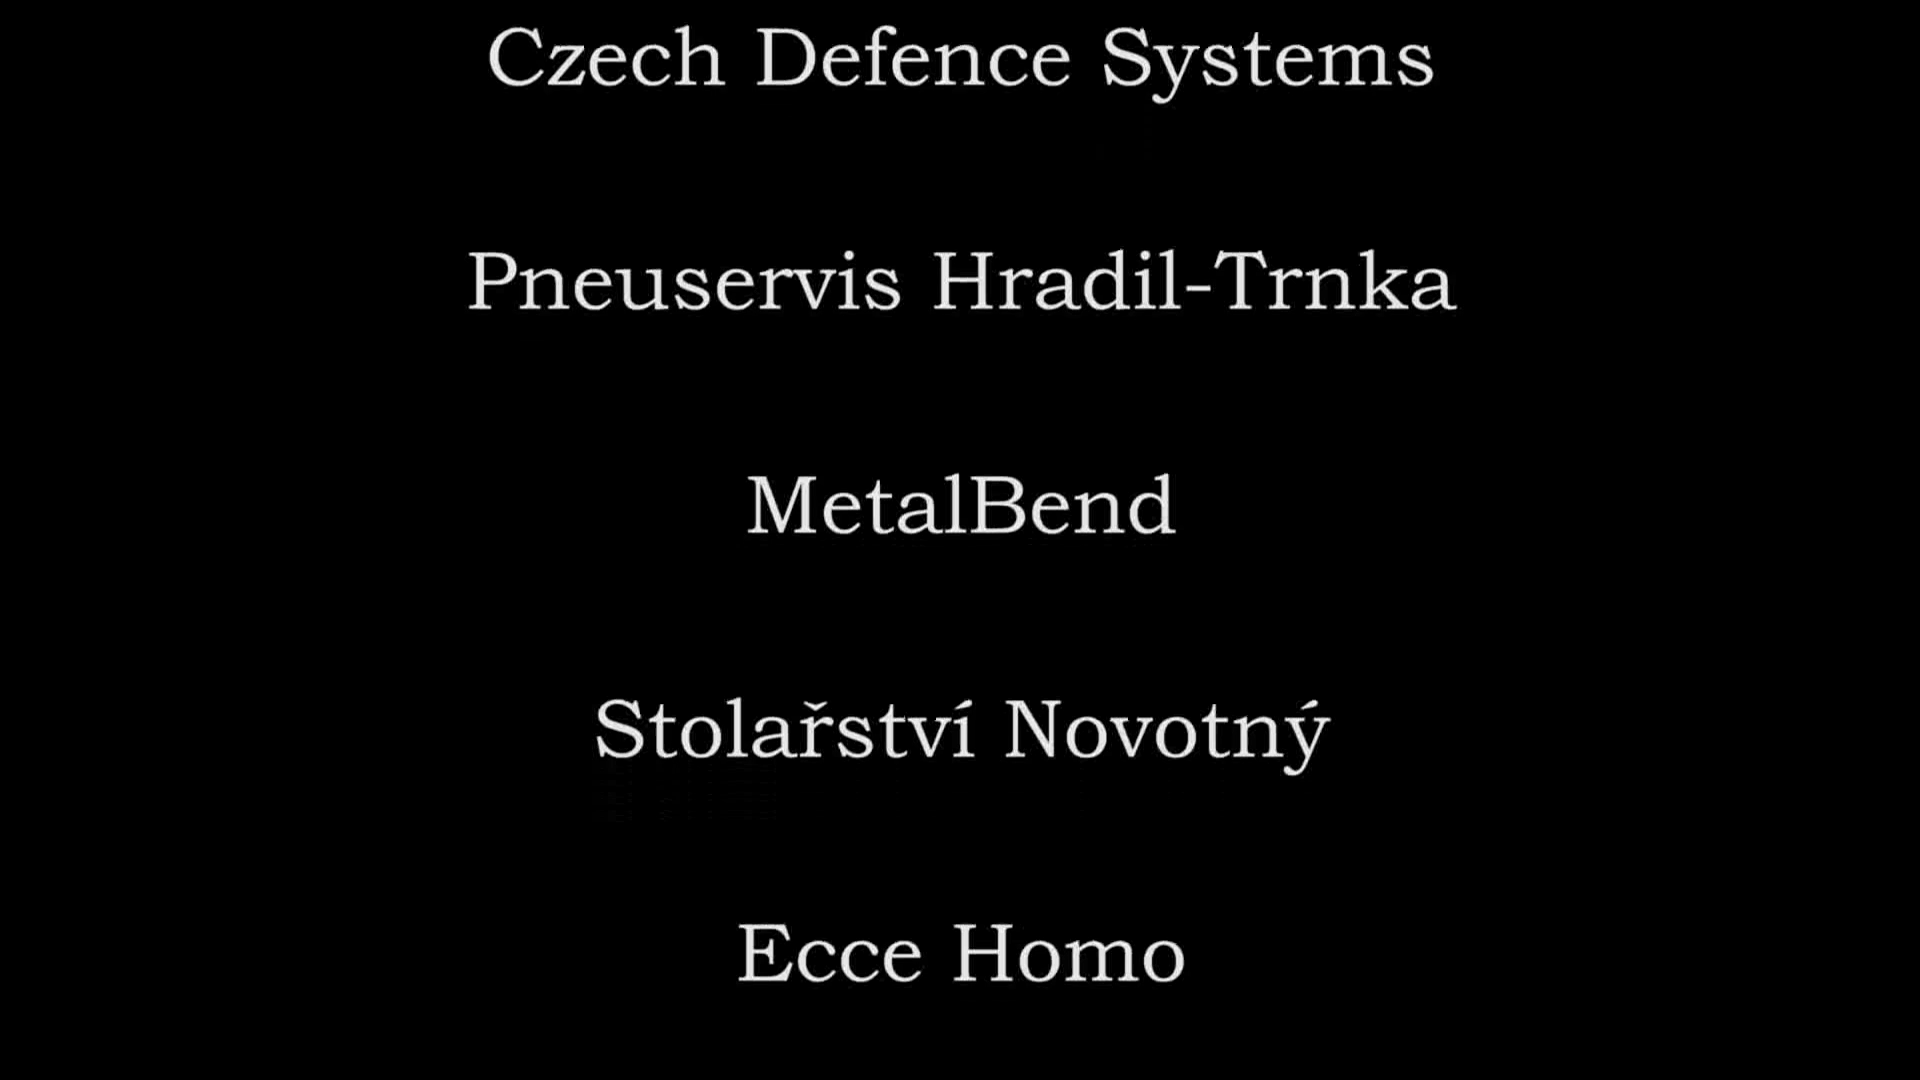 Czech Defence Systems
Pneuservis Hradil-Trnka
MetalBend
Stolařství Novotný
Ecce Homo